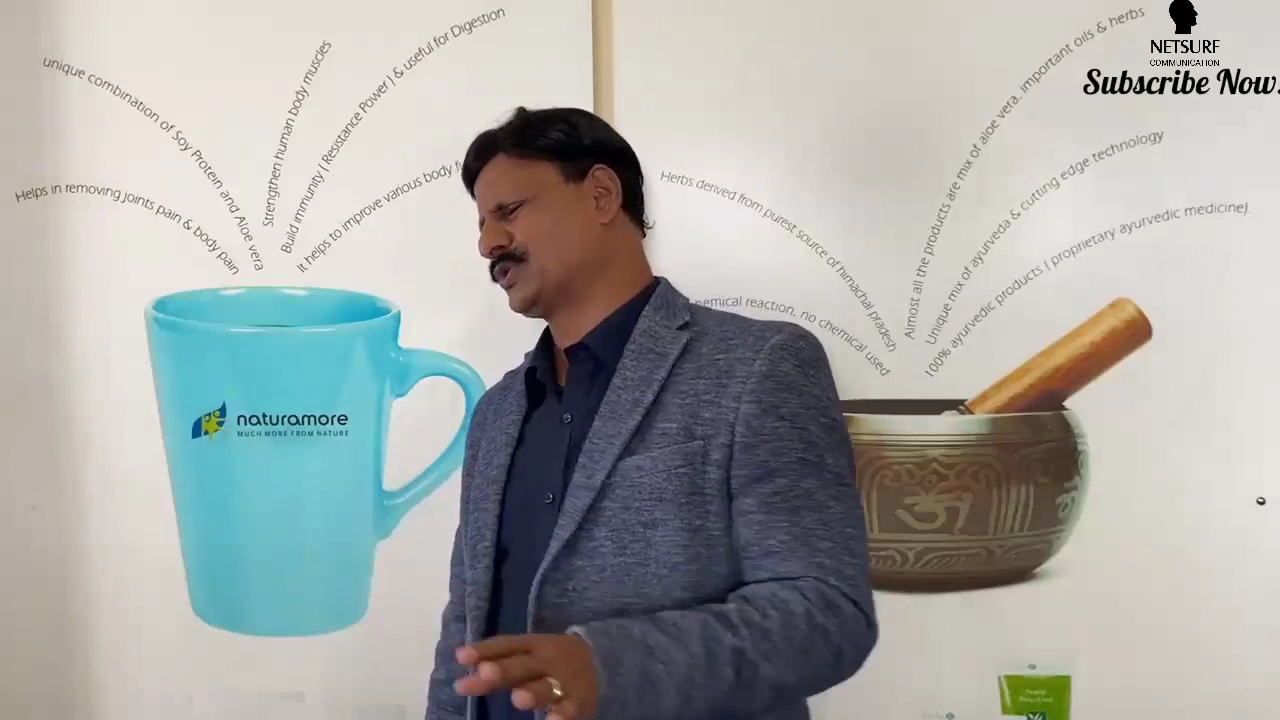 NETSURF
COMMUNICATION
Subscribe Now
unique combination of Soy Protein and Aloe vera
Helps in removing joints pain & body pain
Strengthen human body muscles
Build immunity ( Resistance Power ) & useful for Digestion
It helps to improve various body
naturamore
MUCH MORE FROM NATURE
Herbs derived from purest source of himachal pradesh
reaction, no chemical used
Almost all the products are mix of aloe vera, important oils & herbs
Unique mix of ayurveda & cutting edge technology
100% ayurvedic products ( proprietary ayurvedic medicine).